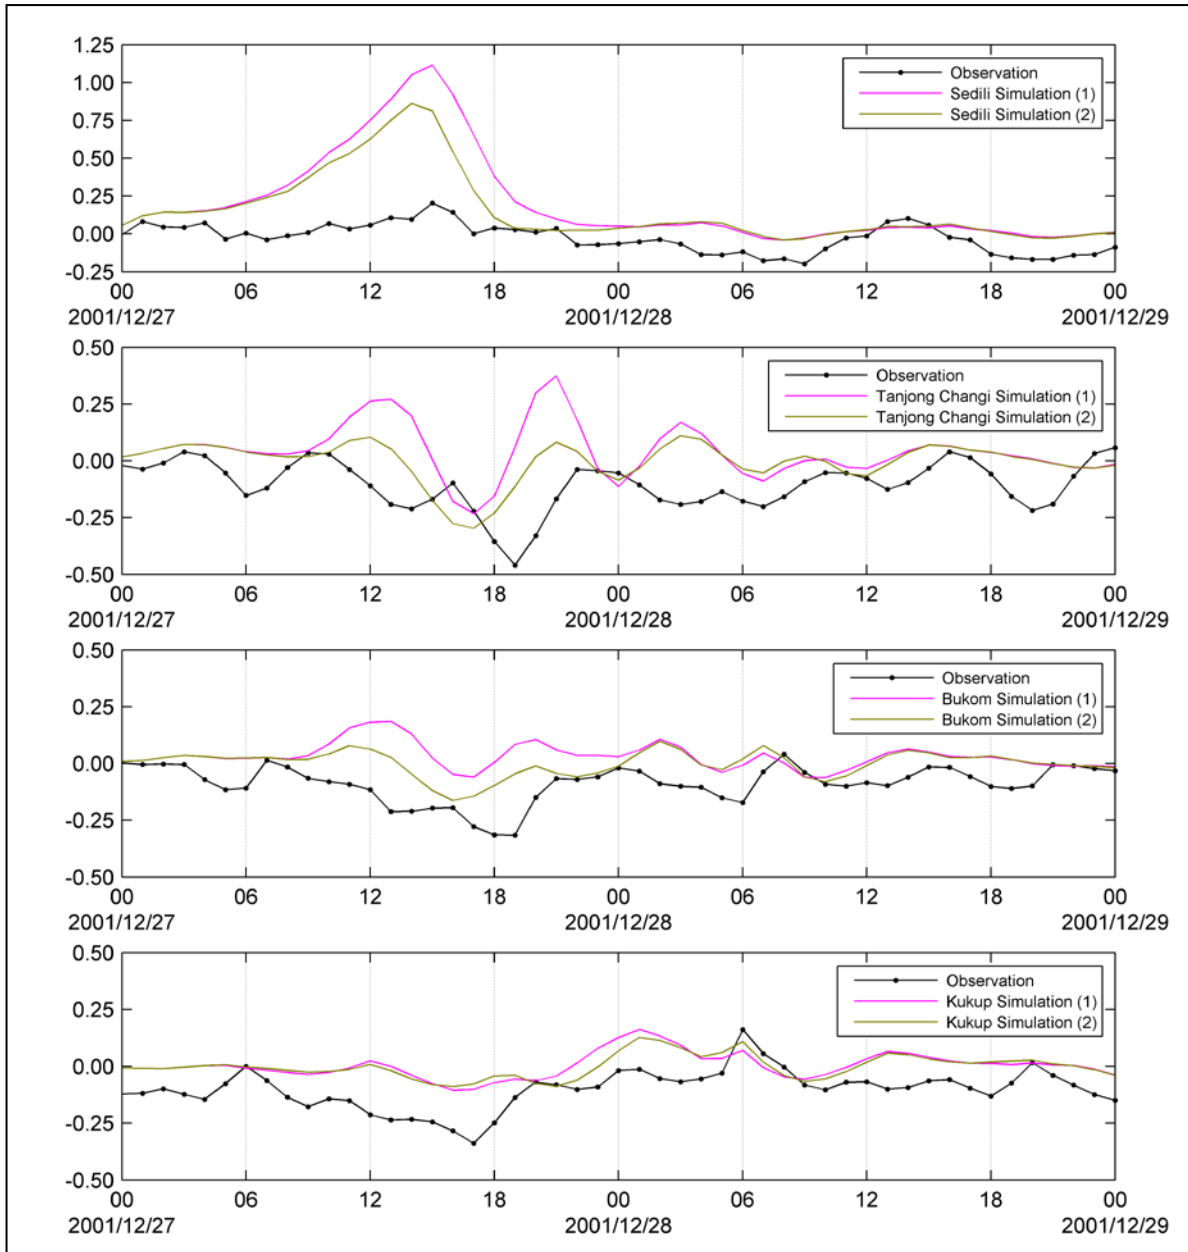 1.25
1.00
0.75
0.50
0.25
0.00
-0.25
Observation
Sedili Simulation (1)
Sedili Simulation (2)
00 06 12 18 00 06 12 18 00
2001/12/27 2001/12/28 2001/12/29
0.50
0.25
0.00
-0.25
-0.50
Observation
Tanjong Changi Simulation (1)
Tanjong Changi Simulation (2)
00 06 12 18 00 06 12 18 00
2001/12/27 2001/12/28 2001/12/29
0.50
0.25
0.00
-0.25
-0.50
Observation
Bukom Simulation (1)
Bukom Simulation (2)
00 06 12 18 00 06 12 18 00
2001/12/27 2001/12/28 2001/12/29
0.50
0.25
0.00
-0.25
-0.50
Observation
Kukup Simulation (1)
Kukup Simulation (2)
00 06 12 18 00 06 12 18 00
2001/12/27 2001/12/28 2001/12/29